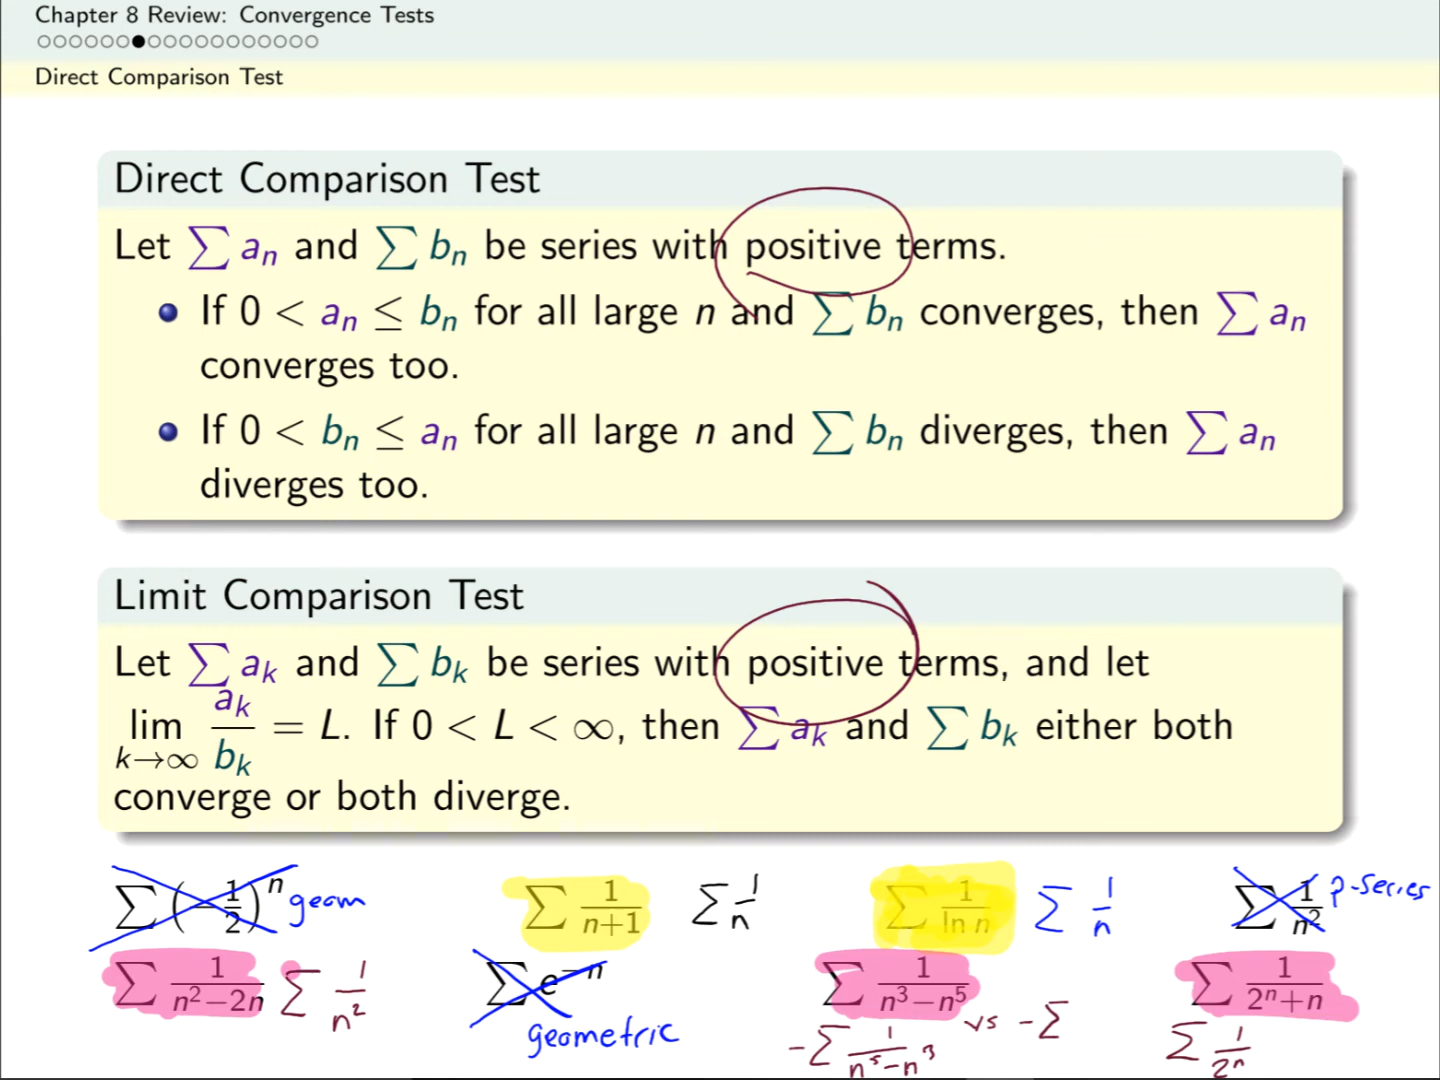 Chapter 8 Review: Convergence Tests
Direct Comparison Test
Direct Comparison Test
Let ∑ aₙ and ∑ bₙ be series with positive terms.
• If 0 < aₙ ≤ bₙ for all large n and ∑ bₙ converges, then ∑ aₙ
converges too.
• If 0 < bₙ ≤ aₙ for all large n and ∑ bₙ diverges, then ∑ aₙ
diverges too.
Limit Comparison Test
Let ∑ aₖ and ∑ bₖ be series with positive terms, and let
lim k→∞ aₖ/bₖ = L. If 0 < L < ∞, then ∑ aₖ and ∑ bₖ either both
converge or both diverge.
∑ (−1/2)ⁿ geom ∑ 1/(n+1) ∑ 1/n ∑ 1/(ln n) ∑ 1/n ∑ 1/n² p-series
∑ 1/(n²−2n) ∑ 1/n² ∑ e⁻ⁿ ∑ 1/(n³−n⁵) vs −∑ ∑ 1/(2ⁿ+n)
geometric −∑ 1/(n⁵−n³) ∑ 1/2ⁿ